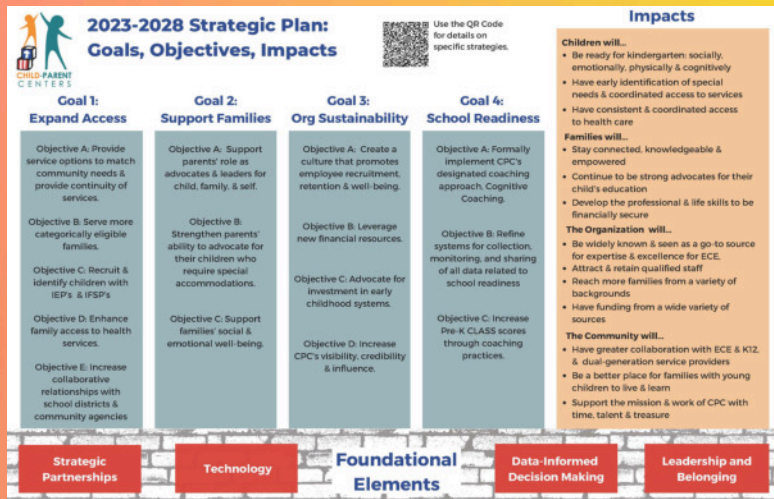 CHILD-PARENT
CENTERS
2023-2028 Strategic Plan:
Goals, Objectives, Impacts
Use the QR Code
for details on
specific strategies.
Goal 1:
Expand Access
Objective A: Provide
service options to match
community needs &
provide continuity of
services.
Objective B: Serve more
categorically eligible
families.
Objective C: Recruit &
identify children with
IEP's & IFSP's
Objective D: Enhance
family access to health
services.
Objective E: Increase
collaborative
relationships with
school districts &
community agencies
Goal 2:
Support Families
Objective A: Support
parents' role as
advocates & leaders for
child, family, & self.
Objective B:
Strengthen parents'
ability to advocate for
their children who
require special
accommodations.
Objective C: Support
families' social &
emotional well-being.
Goal 3:
Org Sustainability
Objective A: Create a
culture that promotes
employee recruitment,
retention & well-being.
Objective B: Leverage
new financial resources.
Objective C: Advocate for
investment in early
childhood systems.
Objective D: Increase
CPC's visibility, credibility
& influence.
Goal 4:
School Readiness
Objective A: Formally
implement CPC's
designated coaching
approach, Cognitive
Coaching.
Objective B: Refine
systems for collection,
monitoring, and sharing
of all data related to
school readiness
Objective C: Increase
Pre-K CLASS scores
through coaching
practices.
Impacts
Children will...
• Be ready for kindergarten: socially,
emotionally, physically & cognitively
• Have early identification of special
needs & coordinated access to services
• Have consistent & coordinated access
to health care
Families will...
• Stay connected, knowledgeable &
empowered
• Continue to be strong advocates for their
child's education
• Develop the professional & life skills to be
financially secure
The Organization will...
• Be widely known & seen as a go-to source
for expertise & excellence for ECE,
• Attract & retain qualified staff
• Reach more families from a variety of
backgrounds
• Have funding from a wide variety of
sources
The Community will...
• Have greater collaboration with ECE & K12,
& dual-generation service providers
• Be a better place for families with young
children to live & learn
• Support the mission & work of CPC with
time, talent & treasure
Strategic
Partnerships
Technology
Foundational
Elements
Data-Informed
Decision Making
Leadership and
Belonging